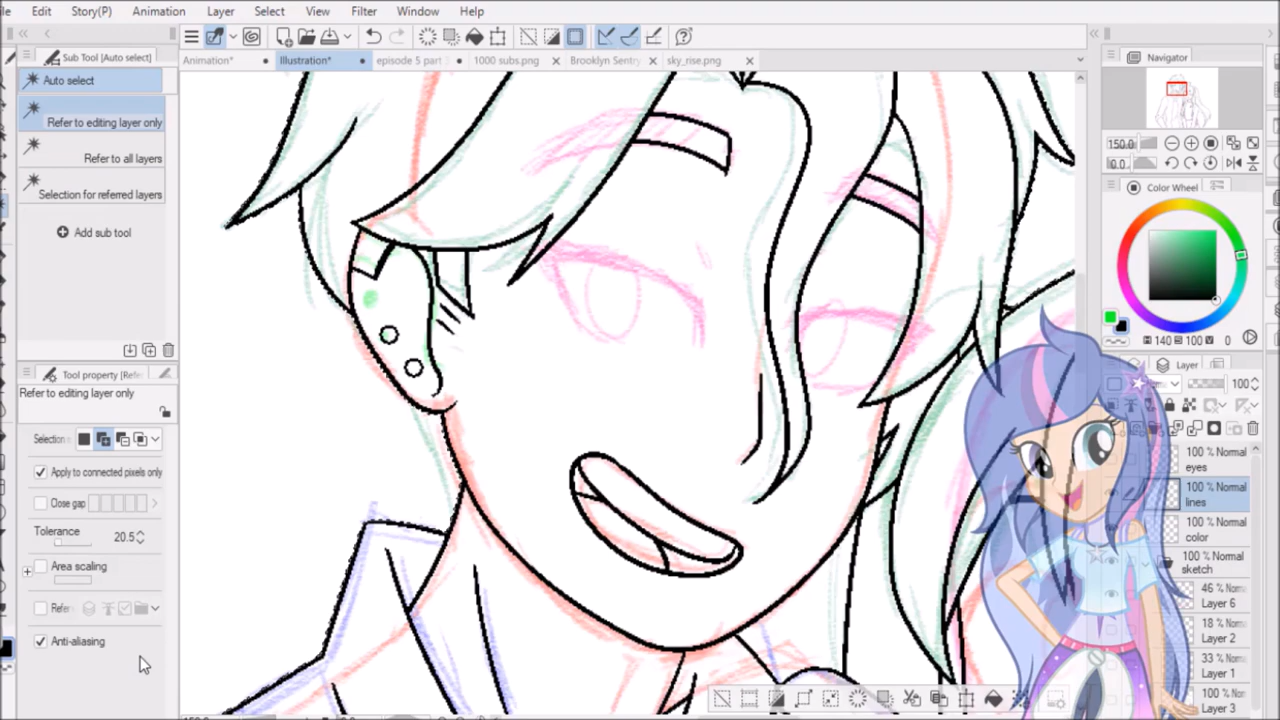 Edit Story(P) Animation Layer Select View Filter Window Help
Sub Tool [Auto select]
Animation* Illustration* episode 5 part 1000 subs.png Brooklyn Sentry sky_rise.png
Navigator
Auto select
Refer to editing layer only
Refer to all layers
Selection for referred layers
Add sub tool
150.0
0.0
Color Wheel
H 140 S 100 V 0
Tool property [Refe
Refer to editing layer only
Selection
Apply to connected pixels only
Close gap
Tolerance 20.5
Area scaling
Refer
Anti-aliasing
Layer
100
100 % Normal
eyes
100 % Normal
lines
100 % Normal
color
100 % Normal
sketch
46 % Norma
Layer 6
18 % Norma
Layer 2
33 % Norma
Layer 1
100 % Norma
Layer 3